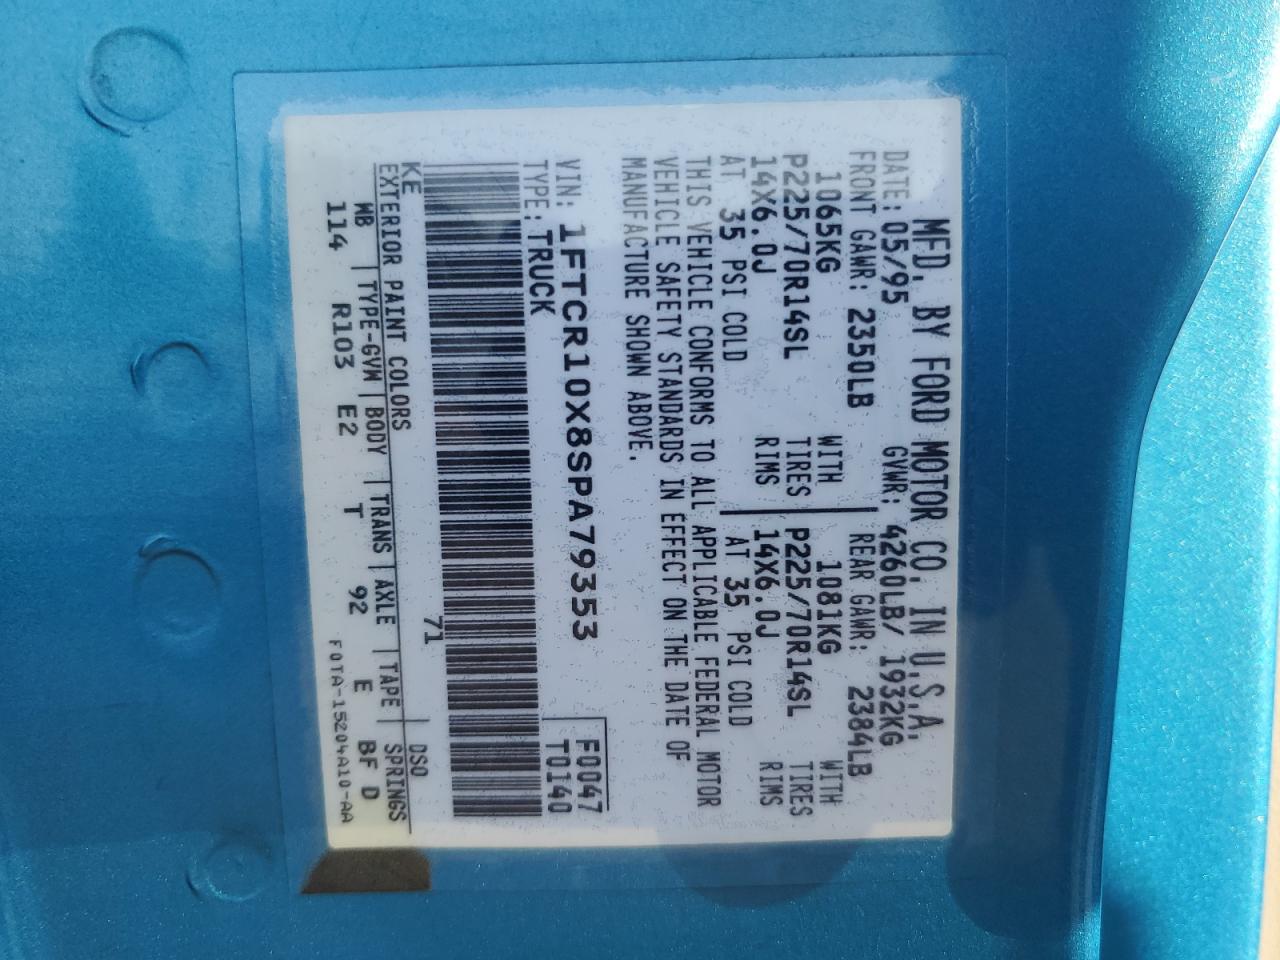 MFD. BY FORD MOTOR CO. IN U.S.A.
DATE: 05/95 GVWR: 4260LB/ 1932KG
FRONT GAWR: 2350LB REAR GAWR: 2384LB
1065KG WITH 1081KG WITH
P225/70R14SL TIRES P225/70R14SL TIRES
14X6.0J RIMS 14X6.0J RIMS
AT 35 PSI COLD AT 35 PSI COLD
THIS VEHICLE CONFORMS TO ALL APPLICABLE FEDERAL MOTOR
VEHICLE SAFETY STANDARDS IN EFFECT ON THE DATE OF
MANUFACTURE SHOWN ABOVE.
VIN: 1FTCR10X8SPA79353 F0047
TYPE: TRUCK T0140
71
KE DSO
EXTERIOR PAINT COLORS
WB TYPE-GVM BODY TRANS AXLE TAPE SPRINGS
114 R103 E2 T 92 E BF D
F0TA-15204A10-AA